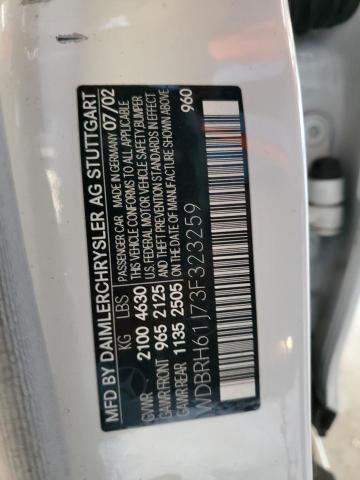 MFD BY DAIMLERCHRYSLER AG STUTTGART
PASSENGER CAR MADE IN GERMANY 07/02
KG LBS THIS VEHICLE CONFORMS TO ALL APPLICABLE
U.S. FEDERAL MOTOR VEHICLE SAFETY, BUMPER
GVWR 2100 4630 AND THEFT PREVENTION STANDARDS IN EFFECT
GAWR FRONT 965 2125 ON THE DATE OF MANUFACTURE SHOWN ABOVE
GAWR REAR 1135 2505 960
WDBRH61J73F323259